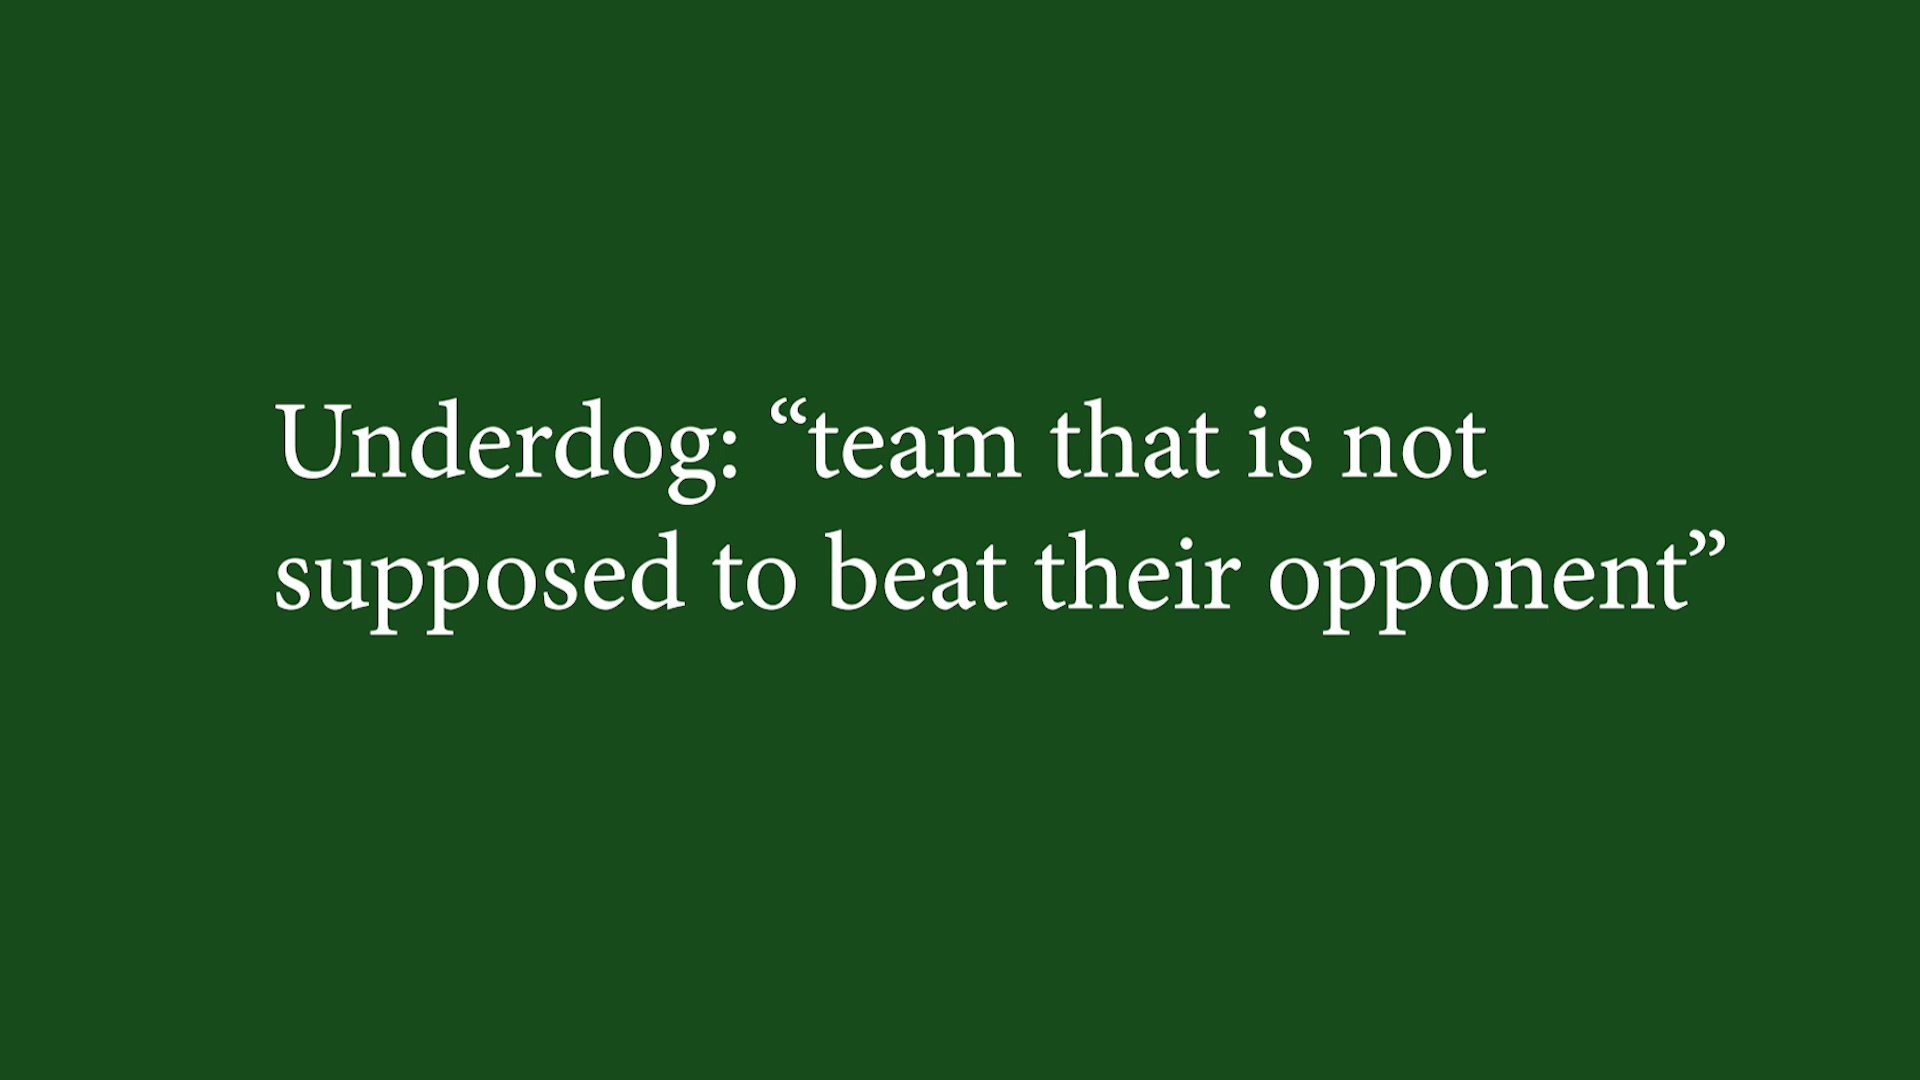 Underdog: “team that is not
supposed to beat their opponent”